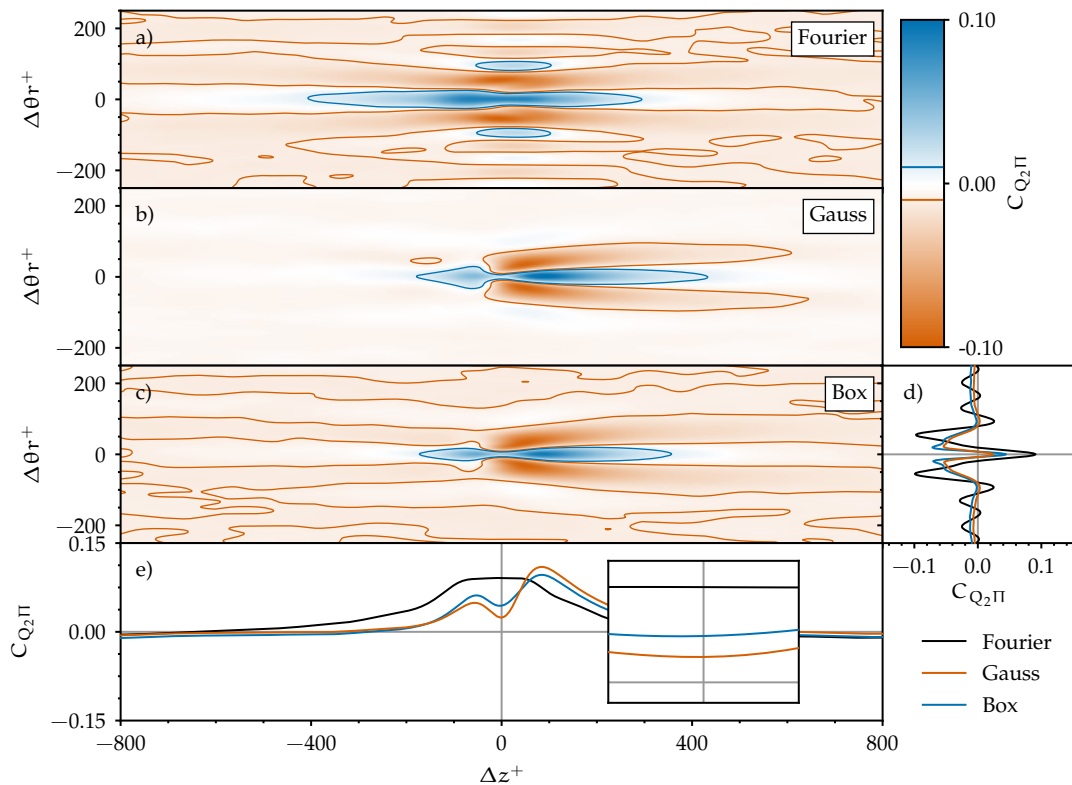 a)
Fourier
Δθr⁺
200
0
−200
b)
Gauss
Δθr⁺
200
0
−200
c)
Box
Δθr⁺
200
0
−200
0.10
0.00
-0.10
C_{Q₂Π}
d)
−0.1
0.0
0.1
C_{Q₂Π}
e)
C_{Q₂Π}
0.15
0.00
−0.15
−800
−400
0
400
800
Δz⁺
Fourier
Gauss
Box